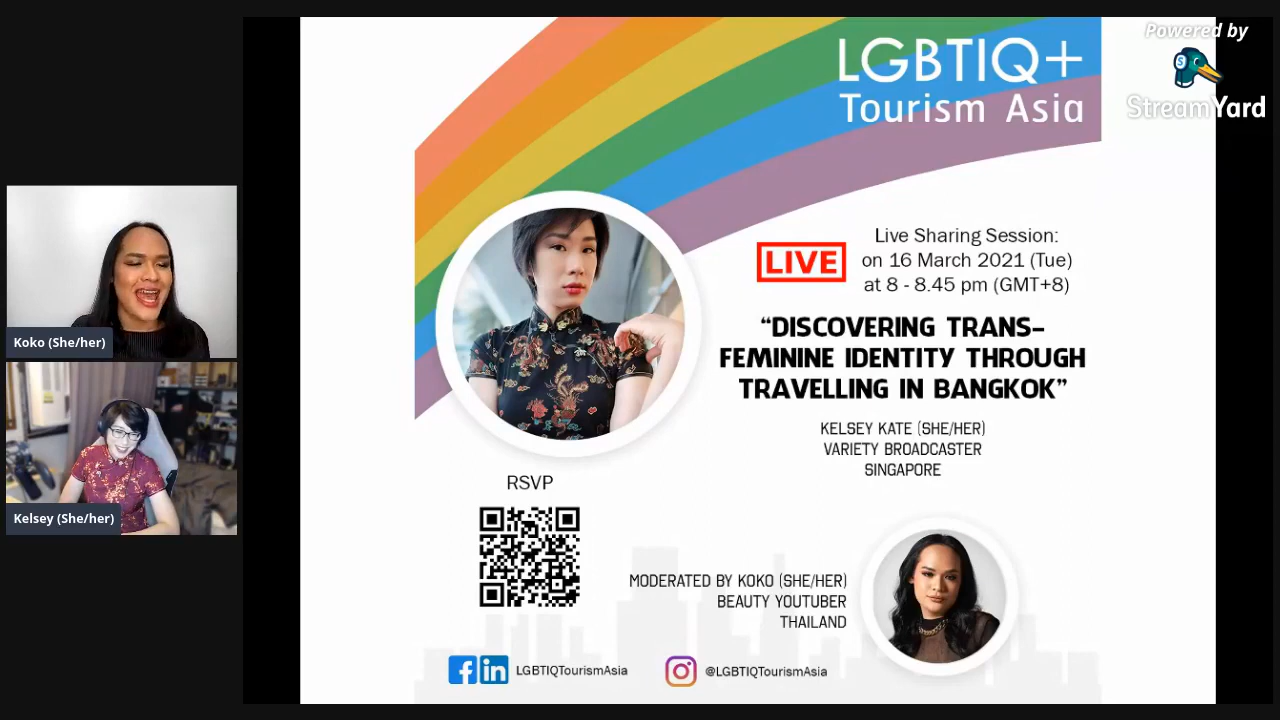 Powered by
StreamYard
LGBTIQ+
Tourism Asia
LIVE
Live Sharing Session:
on 16 March 2021 (Tue)
at 8 - 8.45 pm (GMT+8)
“DISCOVERING TRANS-
FEMININE IDENTITY THROUGH
TRAVELLING IN BANGKOK”
KELSEY KATE (SHE/HER)
VARIETY BROADCASTER
SINGAPORE
Koko (She/her)
Kelsey (She/her)
RSVP
MODERATED BY KOKO (SHE/HER)
BEAUTY YOUTUBER
THAILAND
LGBTIQTourismAsia
@LGBTIQTourismAsia